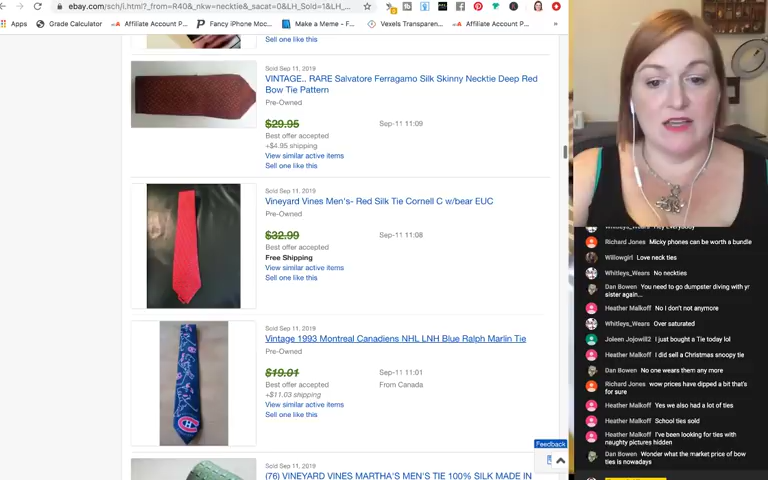 ebay.com/sch/i.html?_from=R40&_nkw=necktie&_sacat=0&LH_Sold=1&LH_...
Apps
Grade Calculator
Affiliate Account P...
Fancy iPhone Moc...
Make a Meme - F...
Vexels Transparen...
Affiliate Account P...
Sell one like this
Sold Sep 11, 2019
VINTAGE.. RARE Salvatore Ferragamo Silk Skinny Necktie Deep Red
Bow Tie Pattern
Pre-Owned
$29.95
Sep-11 11:09
Best offer accepted
+$4.95 shipping
View similar active items
Sell one like this
Sold Sep 11, 2019
Vineyard Vines Men's- Red Silk Tie Cornell C w/bear EUC
Pre-Owned
$32.99
Sep-11 11:08
Best offer accepted
Free Shipping
View similar active items
Sell one like this
Sold Sep 11, 2019
Vintage 1993 Montreal Canadiens NHL LNH Blue Ralph Marlin Tie
Pre-Owned
$19.01
Sep-11 11:01
Best offer accepted
From Canada
+$11.03 shipping
View similar active items
Sell one like this
Feedback
Sold Sep 11, 2019
(76) VINEYARD VINES MARTHA'S MEN'S TIE 100% SILK MADE IN
Richard Jones Micky phones can be worth a bundle
Willowgirl Love neck ties
Whitleys_Wears No neckties
Dan Bowen You need to go dumpster diving with yr
sister again...
Heather Malkoff No I don't not anymore
Whitleys_Wears Over saturated
Joleen Jojowill2 I just bought a Tie today lol
Heather Malkoff I did sell a Christmas snoopy tie
Dan Bowen No one wears them any more
Richard Jones wow prices have dipped a bit that's
for sure
Heather Malkoff Yes we also had a lot of ties
Heather Malkoff School ties sold
Heather Malkoff I've been looking for ties with
naughty pictures hidden
Dan Bowen Wonder what the market price of bow
ties is nowadays